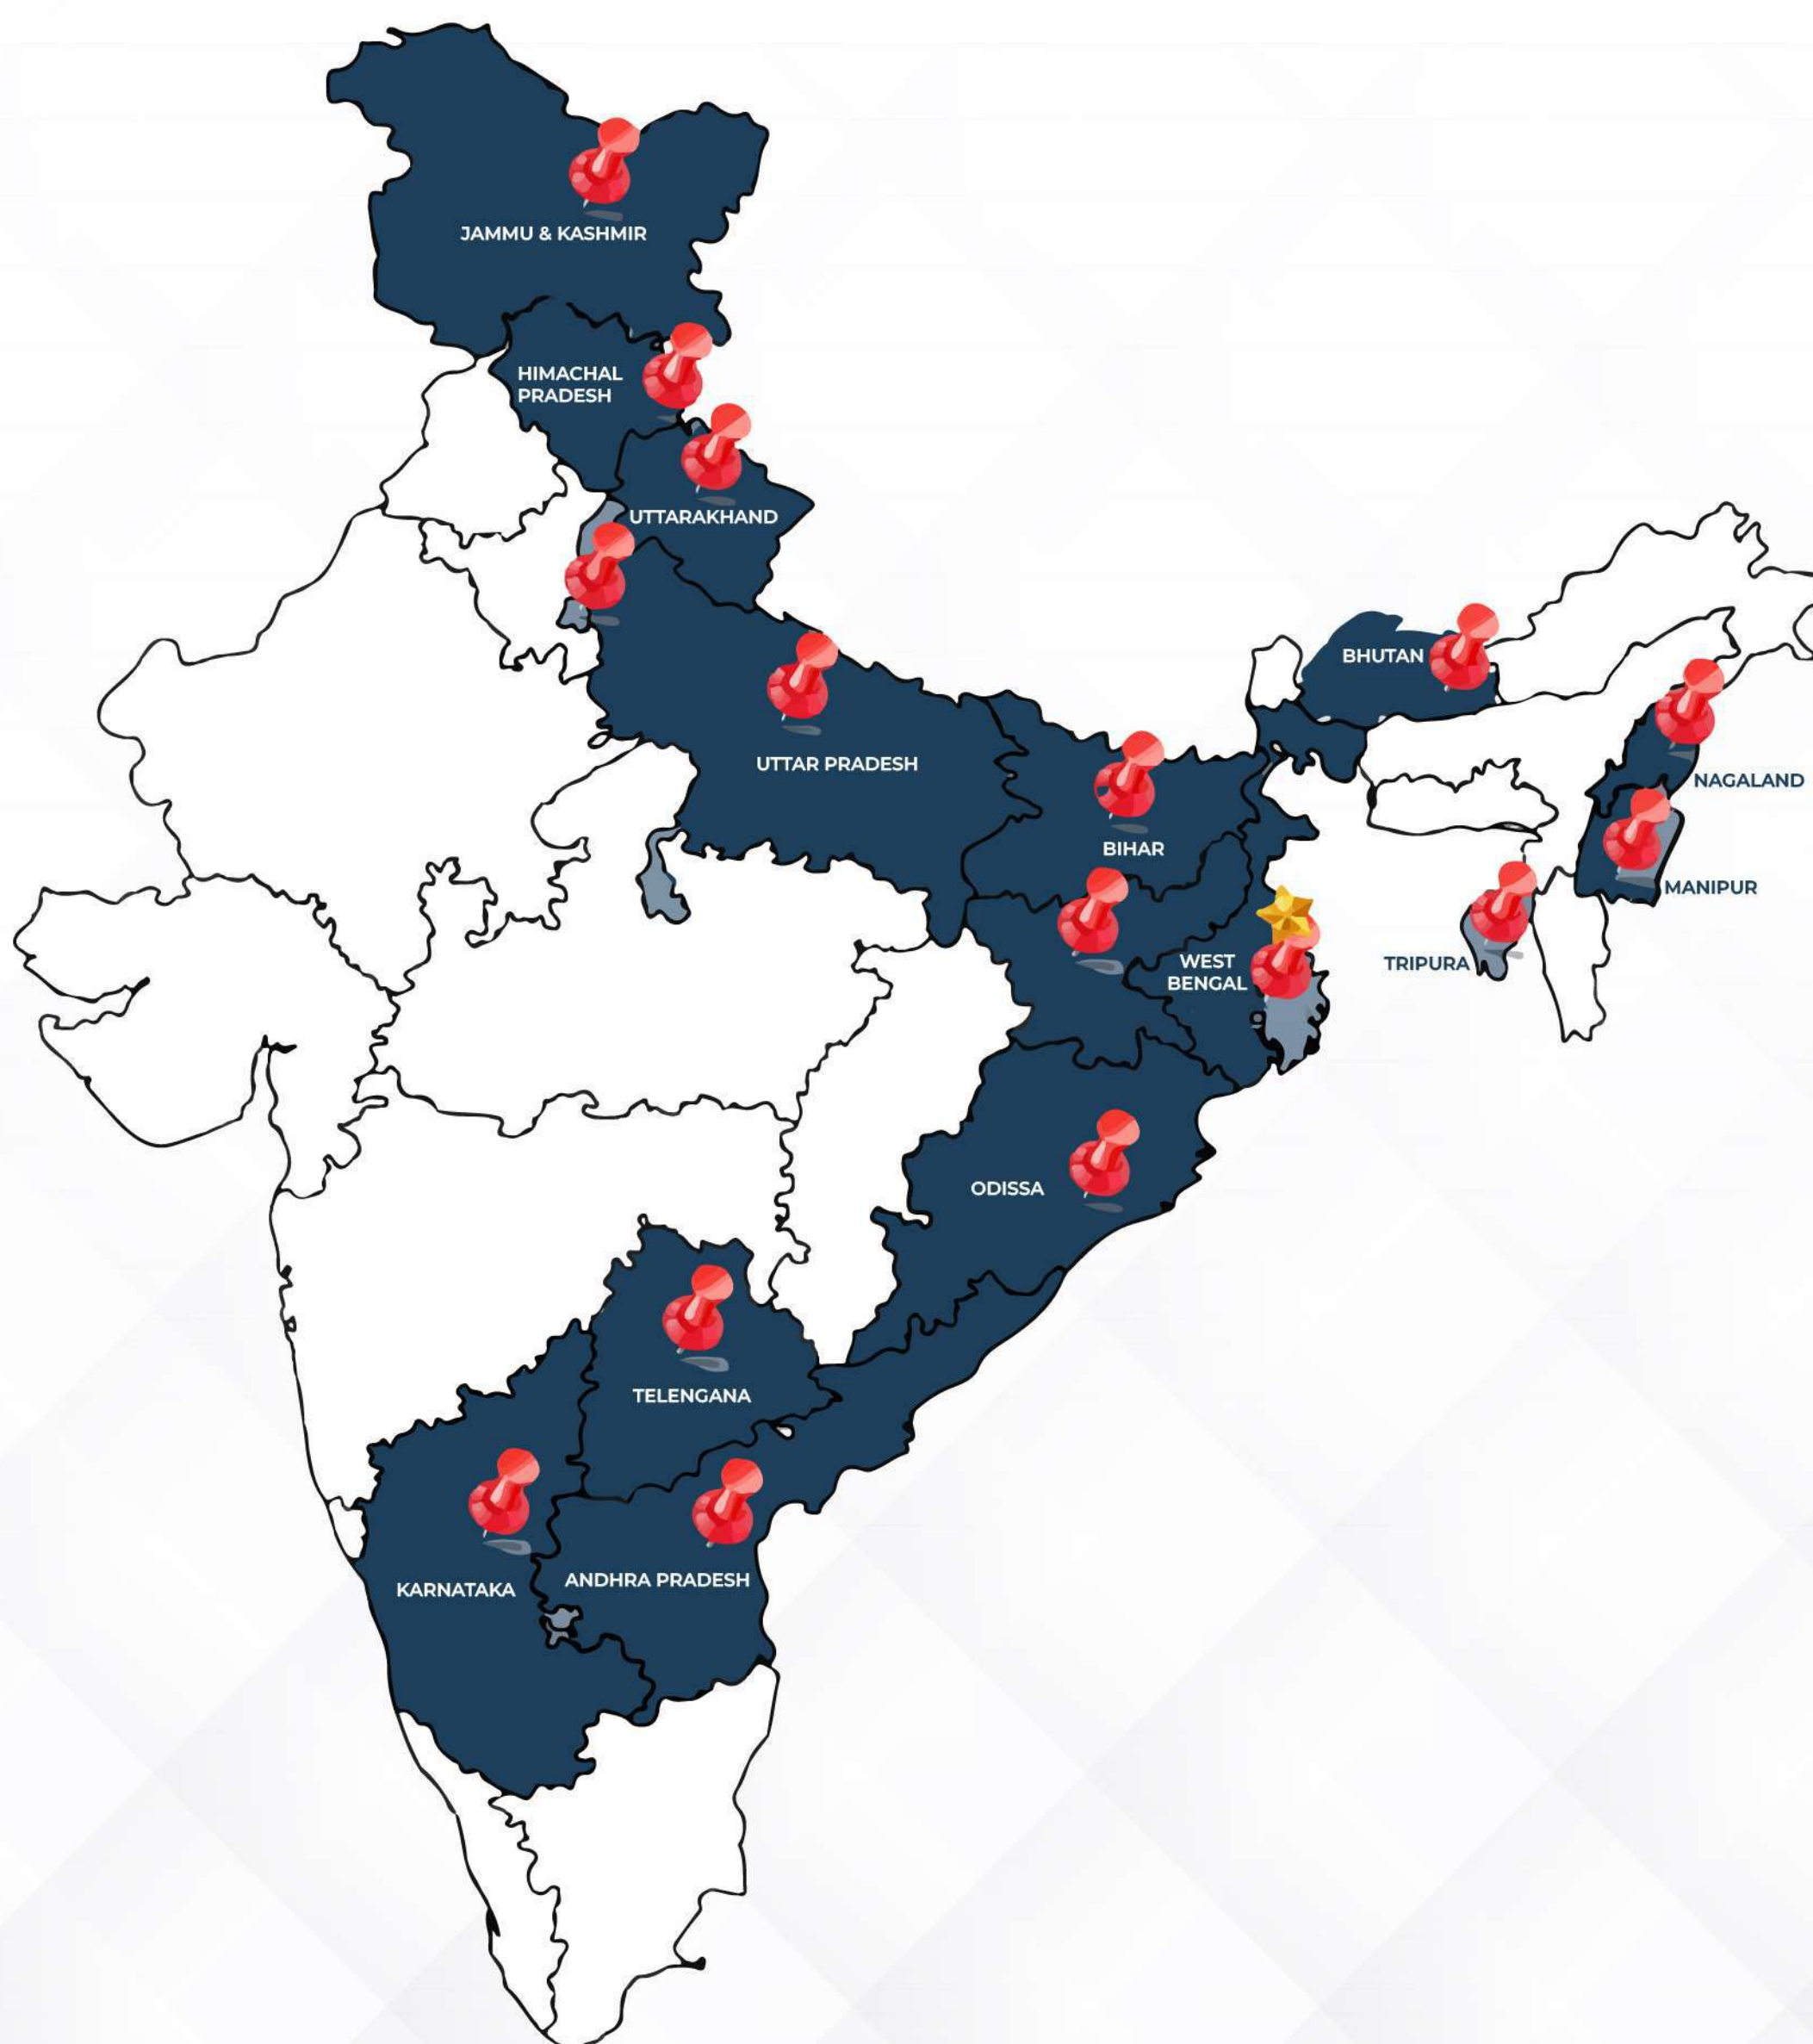 JAMMU & KASHMIR
HIMACHAL
PRADESH
UTTARAKHAND
BHUTAN
UTTAR PRADESH
NAGALAND
BIHAR
MANIPUR
WEST
BENGAL
TRIPURA
ODISSA
TELENGANA
ANDHRA PRADESH
KARNATAKA